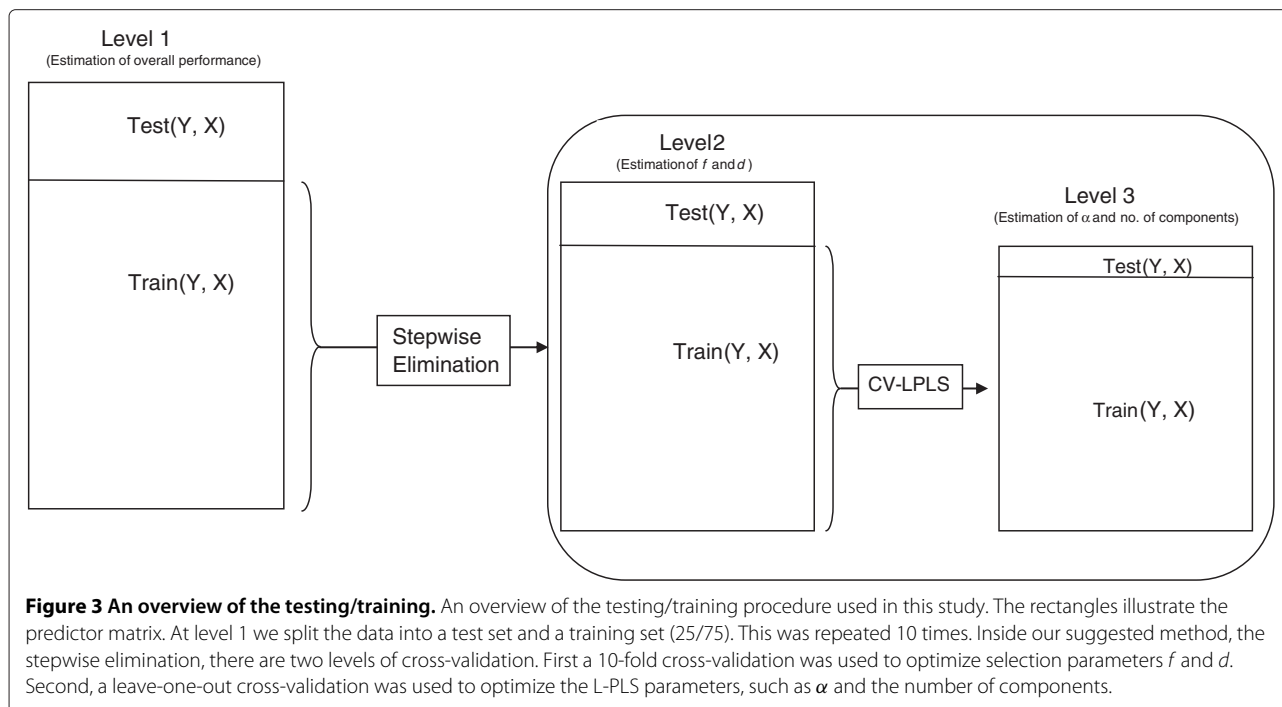 Level 1
(Estimation of overall performance)
Test(Y, X)
Train(Y, X)
Stepwise
Elimination
Level2
(Estimation of f and d)
Test(Y, X)
Train(Y, X)
CV-LPLS
Level 3
(Estimation of α and no. of components)
Test(Y, X)
Train(Y, X)
Figure 3 An overview of the testing/training. An overview of the testing/training procedure used in this study. The rectangles illustrate the
predictor matrix. At level 1 we split the data into a test set and a training set (25/75). This was repeated 10 times. Inside our suggested method, the
stepwise elimination, there are two levels of cross-validation. First a 10-fold cross-validation was used to optimize selection parameters f and d.
Second, a leave-one-out cross-validation was used to optimize the L-PLS parameters, such as α and the number of components.